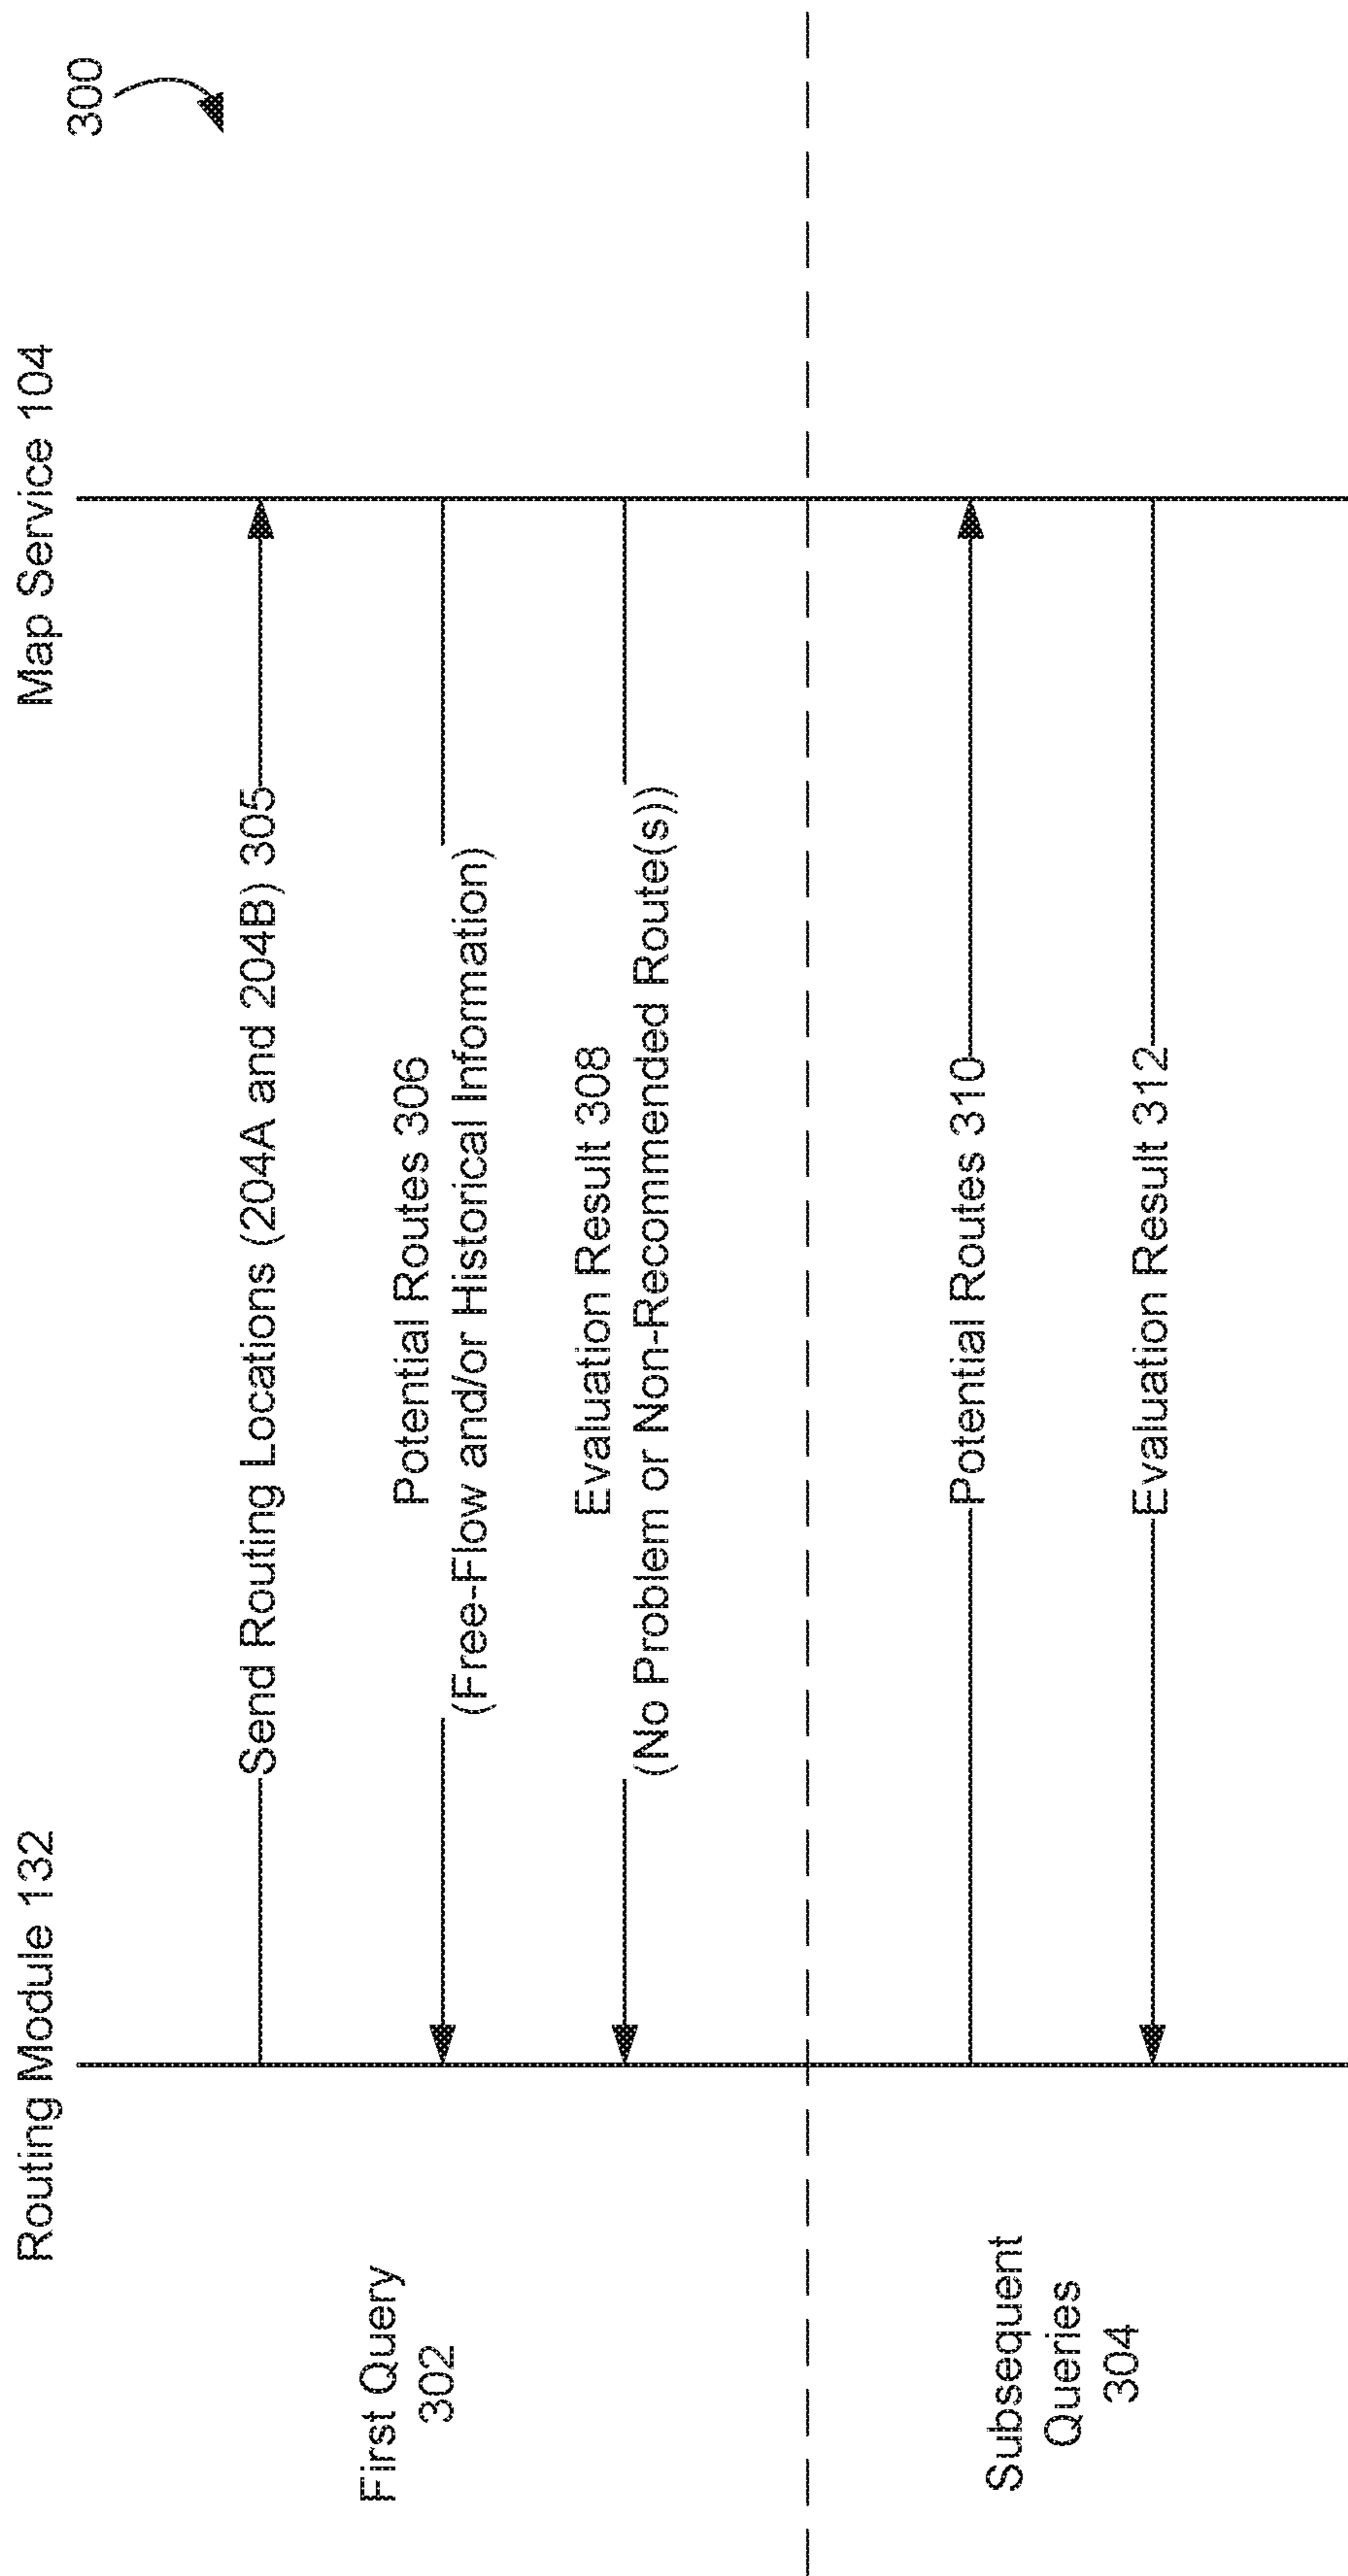 300
Routing Module 132
Map Service 104
First Query
302
Send Routing Locations (204A and 204B) 305
Potential Routes 306
(Free-Flow and/or Historical Information)
Evaluation Result 308
(No Problem or Non-Recommended Route(s))
Subsequent
Queries
304
Potential Routes 310
Evaluation Result 312